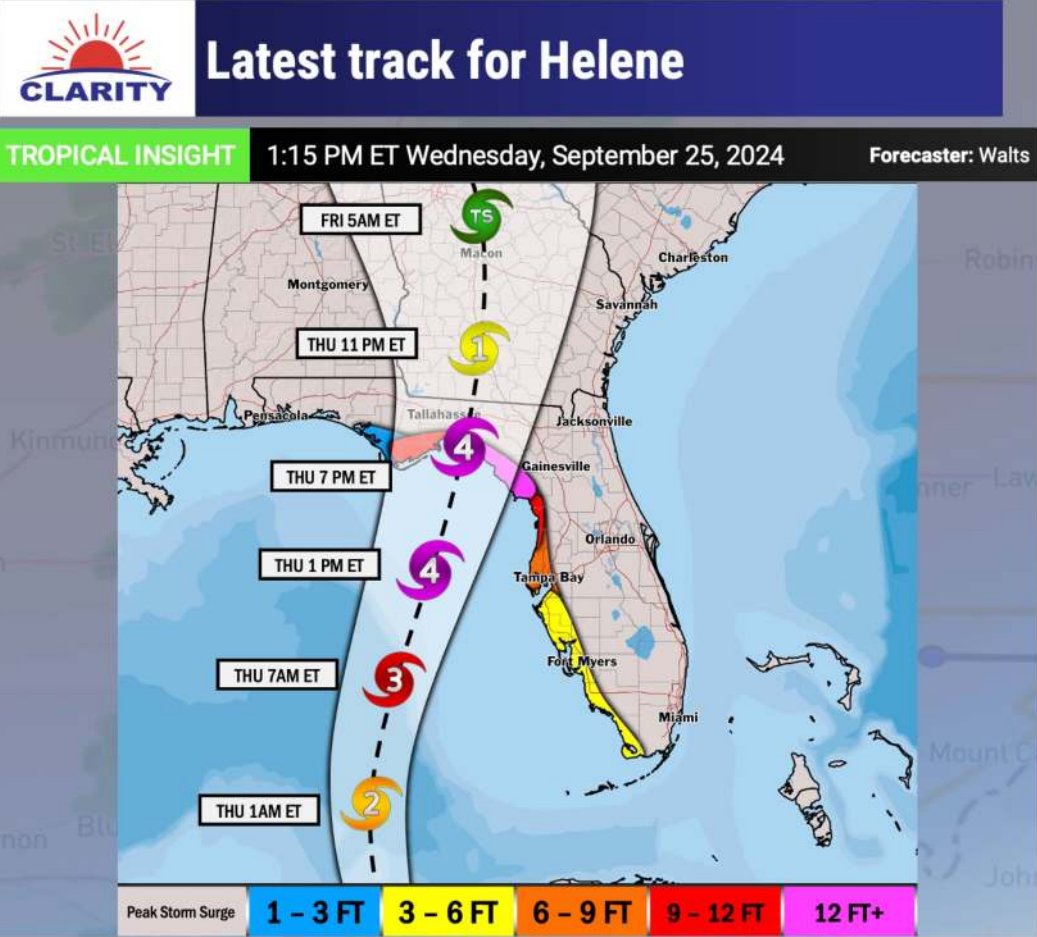 CLARITY
Latest track for Helene
TROPICAL INSIGHT
1:15 PM ET Wednesday, September 25, 2024
Forecaster: Walts
FRI 5AM ET
TS
Macon
Charleston
Montgomery
Savannah
THU 11 PM ET
1
Pensacola
Tallahassee
Jacksonville
4
THU 7 PM ET
Gainesville
THU 1 PM ET
4
Orlando
Tampa Bay
THU 7AM ET
3
Fort Myers
Miami
THU 1AM ET
2
Peak Storm Surge
1 – 3 FT
3 – 6 FT
6 – 9 FT
9 – 12 FT
12 FT+